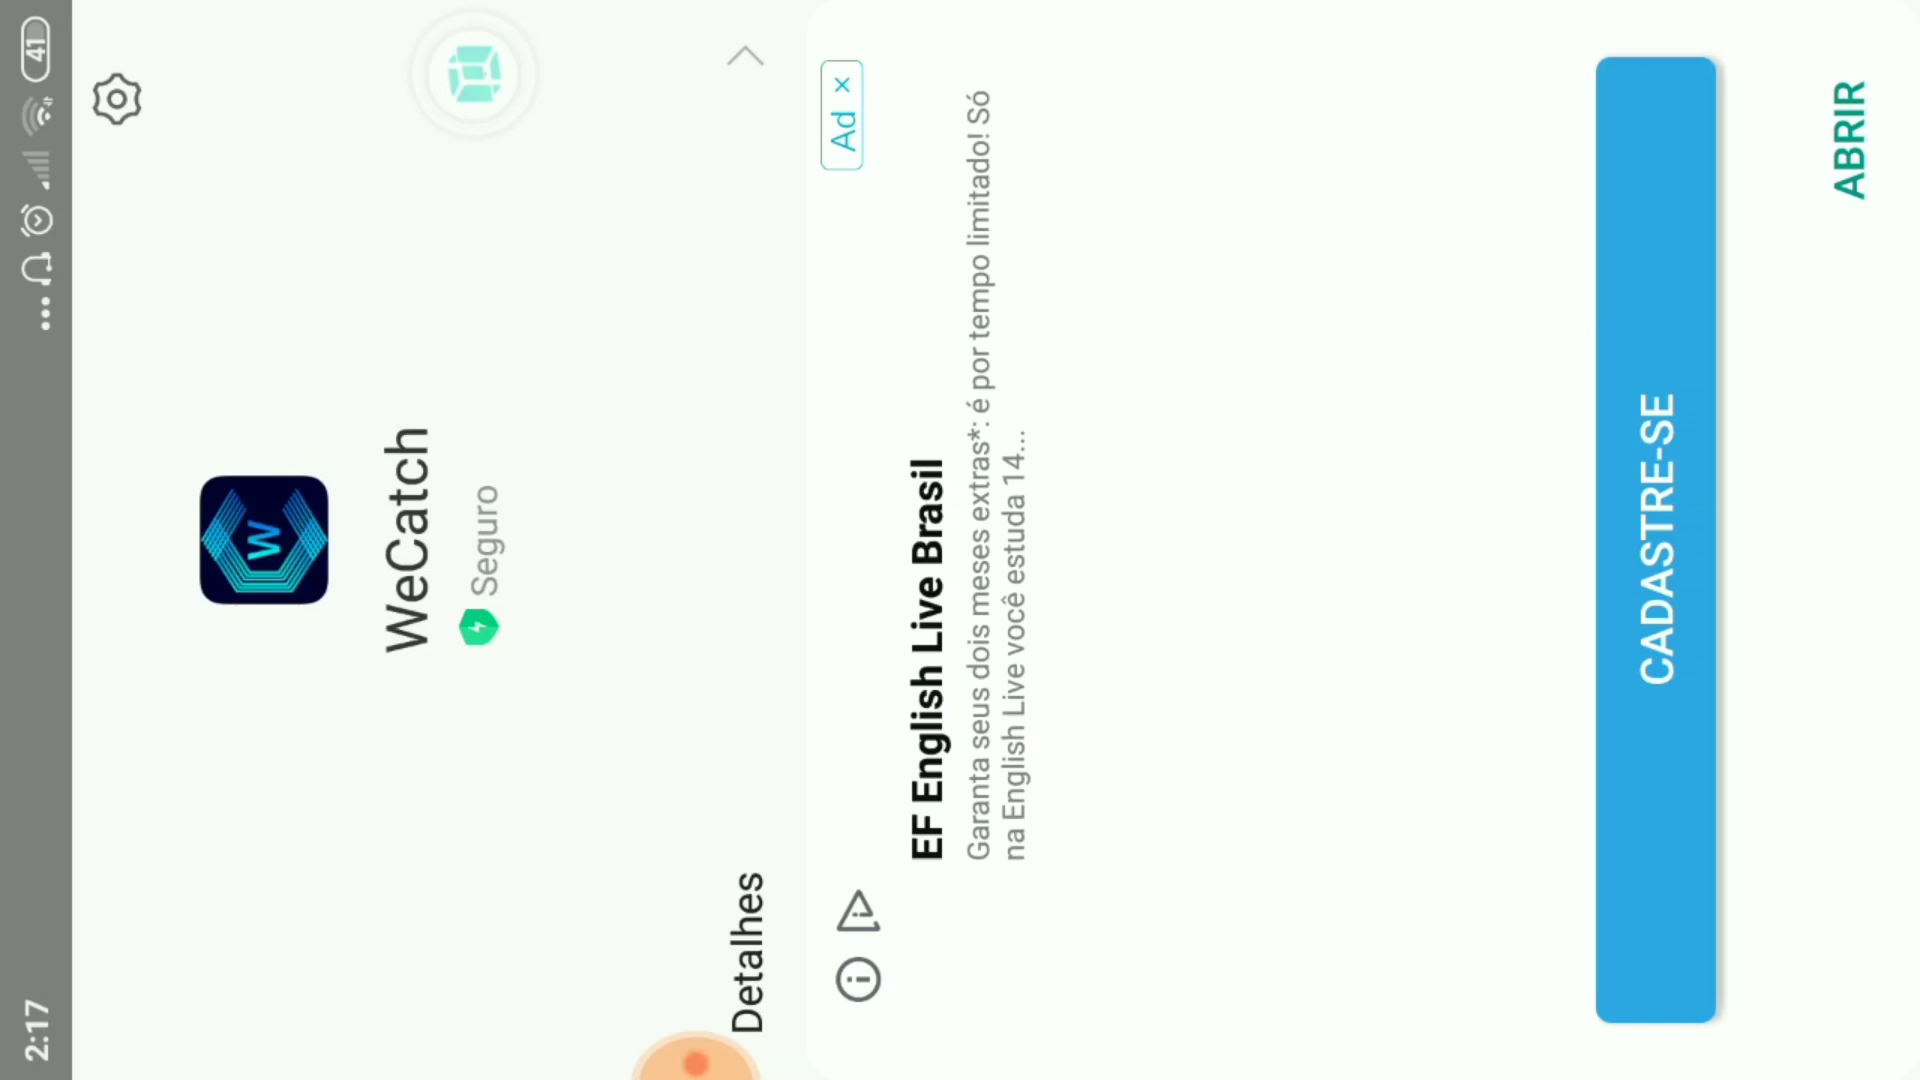 2:17
41
W
WeCatch
Seguro
Detalhes
Ad ×
EF English Live Brasil
Garanta seus dois meses extras*: é por tempo limitado! Só
na English Live você estuda 14...
CADASTRE-SE
ABRIR